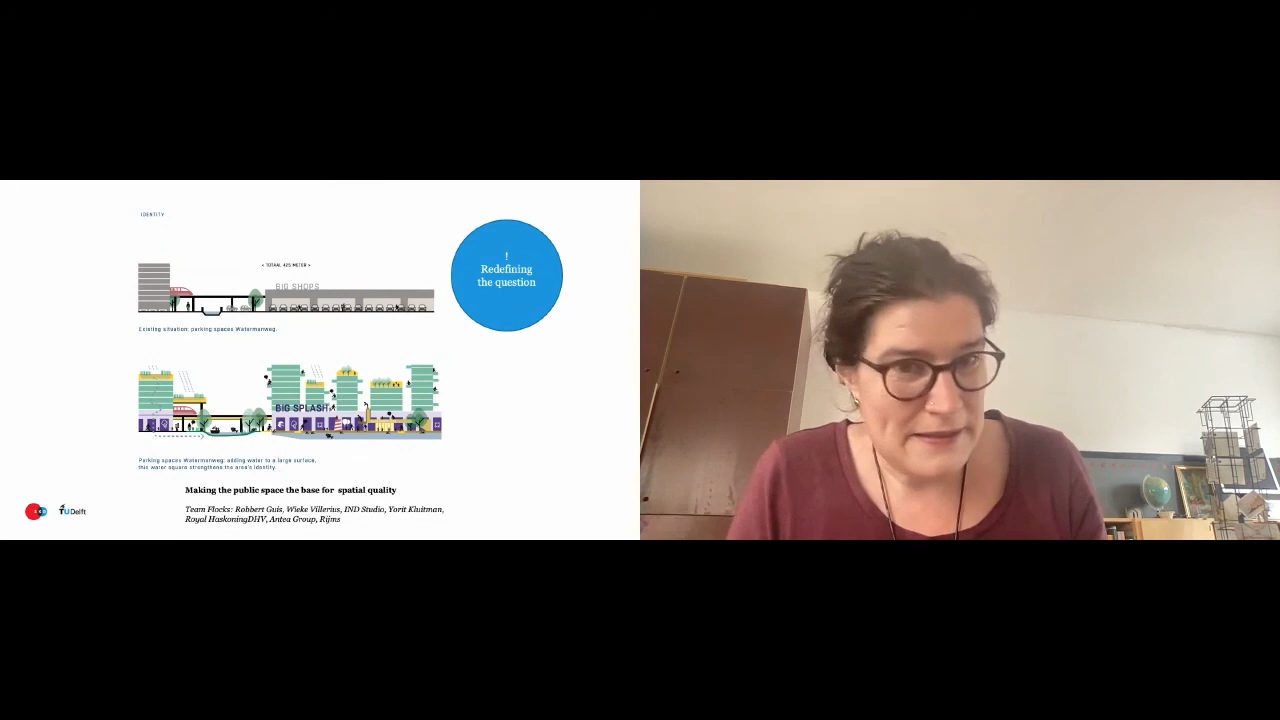 IDENTITY
< TOTAAL 425 METER >
BIG SHOPS
Existing situation: parking spaces Watermanweg.
!
Redefining
the question
BIG SPLASH
Parking spaces Watermanweg: adding water to a large surface,
this water square strengthens the area's identity
Making the public space the base for spatial quality
Team Flocks: Robbert Guis, Wieke Villerius, IND Studio, Yorit Kluitman,
Royal HaskoningDHV, Antea Group, Rijms
TU Delft